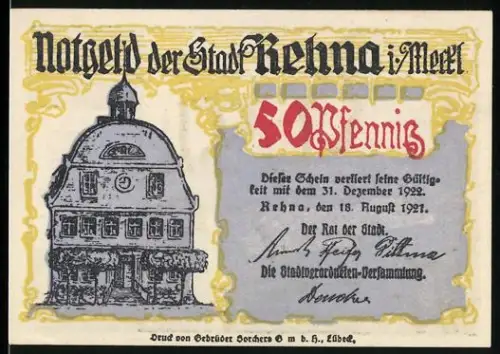 Notgeld der Stadt Rehna i. Meckl.
50 Pfennig
Dieser Schein verliert seine Gültig-
keit mit dem 31. Dezember 1922.
Rehna, den 18. August 1921.
Der Rat der Stadt.
Die Stadtverordneten-Versammlung.
Druck von Gebrüder Borchers G m b. H., Lübeck.